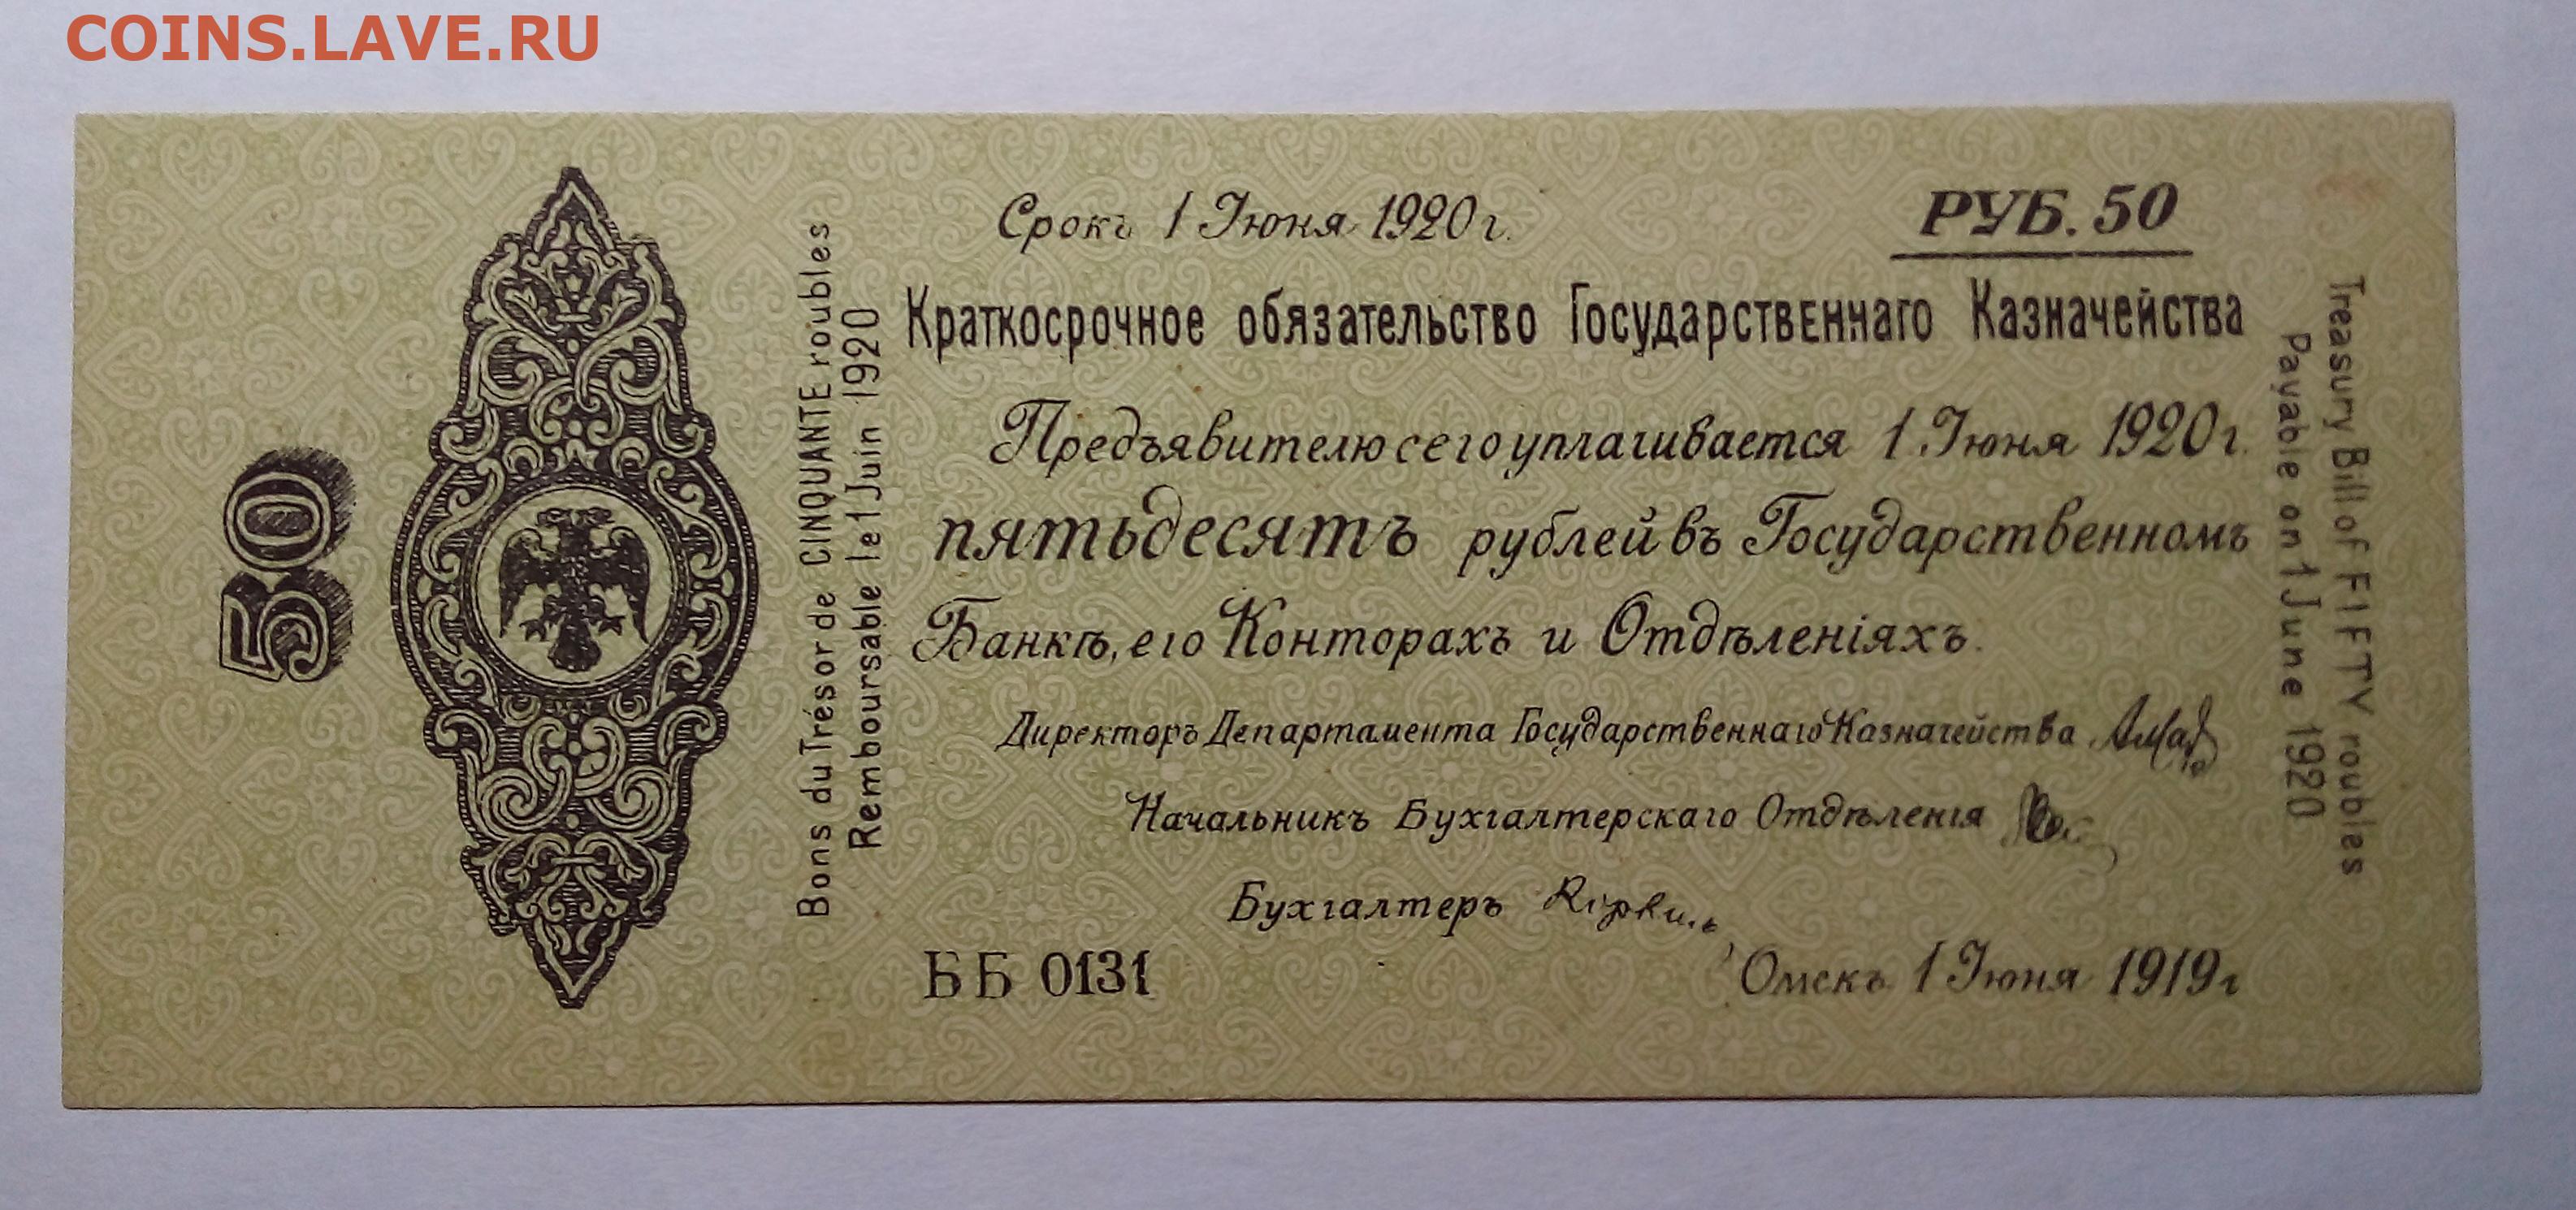 COINS.LAVE.RU
50
Bons du Trésor de CINQUANTE roubles
Remboursable le 1 Juin 1920
Срокъ 1 Июня 1920 г.
РУБ. 50
Краткосрочное обязательство Государственнаго Казначейства
Предъявителю сего уплачивается 1 Июня 1920 г.
пятьдесятъ рублей въ Государственномъ
Банкѣ, его Конторахъ и Отдѣленіяхъ.
Директоръ Департамента Государственнаго Казначейства
Начальникъ Бухгалтерскаго Отдѣленія
Бухгалтеръ
ББ 0131
Омскъ 1 Июня 1919 г
Treasury Bill of FIFTY roubles
Payable on 1 June 1920